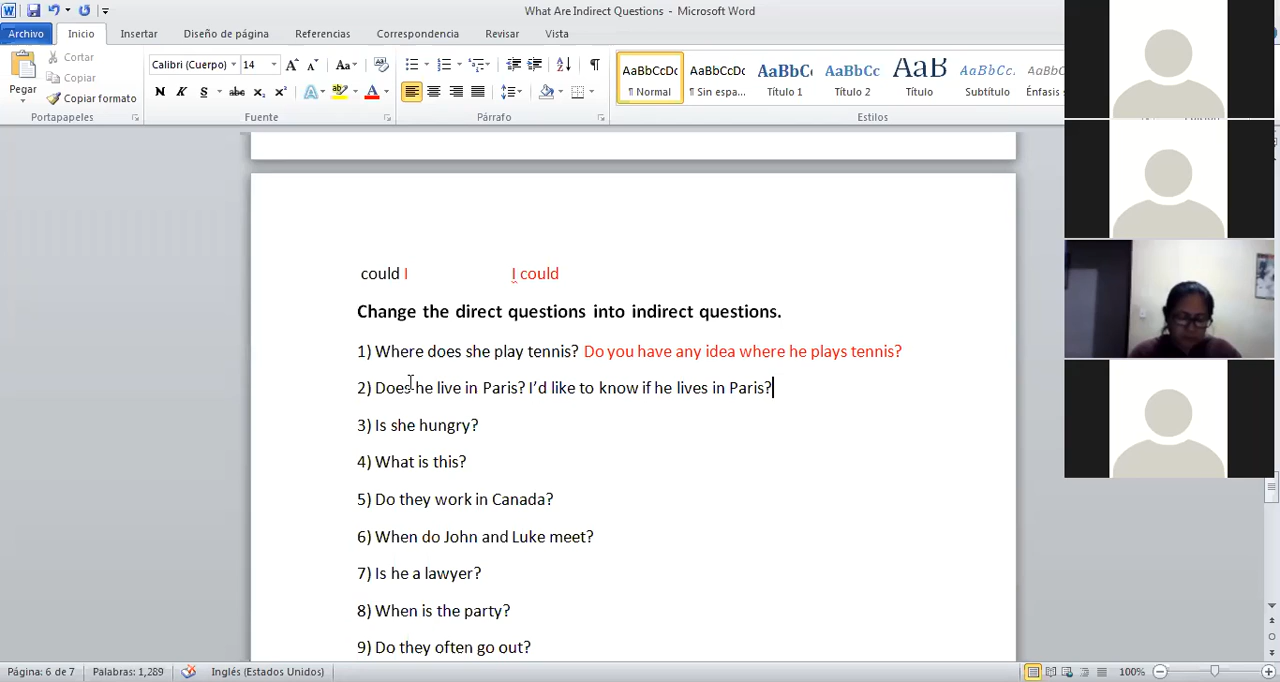 What Are Indirect Questions - Microsoft Word
Archivo Inicio Insertar Diseño de página Referencias Correspondencia Revisar Vista
Pegar
Cortar
Copiar
Copiar formato
Portapapeles
Calibri (Cuerpo) 14
Fuente
Párrafo
AaBbCcDc AaBbCcDc AaBbC AaBbCc AaB AaBbCc AaBbCc
¶ Normal ¶ Sin espa... Título 1 Título 2 Título Subtítulo Énfasis
Estilos
could I I could
Change the direct questions into indirect questions.
1) Where does she play tennis? Do you have any idea where he plays tennis?
2) Does he live in Paris? I'd like to know if he lives in Paris?
3) Is she hungry?
4) What is this?
5) Do they work in Canada?
6) When do John and Luke meet?
7) Is he a lawyer?
8) When is the party?
9) Do they often go out?
Página: 6 de 7 Palabras: 1,289 Inglés (Estados Unidos) 100%